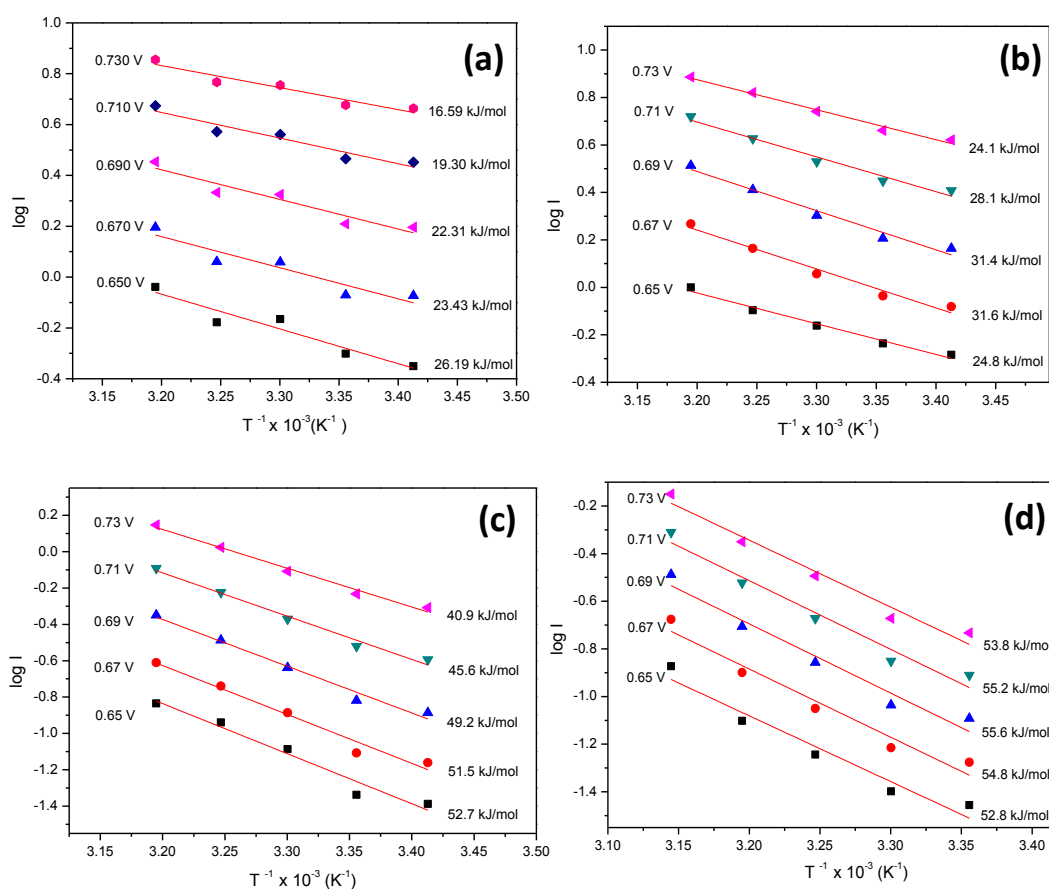 (a)
1.0
0.8
0.6
0.4
0.2
0.0
-0.2
-0.4
log I
0.730 V
0.710 V
0.690 V
0.670 V
0.650 V
16.59 kJ/mol
19.30 kJ/mol
22.31 kJ/mol
23.43 kJ/mol
26.19 kJ/mol
3.15 3.20 3.25 3.30 3.35 3.40 3.45 3.50
T -1 x 10-3 (K-1 )
(b)
1.0
0.8
0.6
0.4
0.2
0.0
-0.2
-0.4
log I
0.73 V
0.71 V
0.69 V
0.67 V
0.65 V
24.1 kJ/mol
28.1 kJ/mol
31.4 kJ/mol
31.6 kJ/mol
24.8 kJ/mol
3.15 3.20 3.25 3.30 3.35 3.40 3.45
T -1 x 10-3 (K-1)
(c)
0.2
0.0
-0.2
-0.4
-0.6
-0.8
-1.0
-1.2
-1.4
log I
0.73 V
0.71 V
0.69 V
0.67 V
0.65 V
40.9 kJ/mol
45.6 kJ/mol
49.2 kJ/mol
51.5 kJ/mol
52.7 kJ/mol
3.15 3.20 3.25 3.30 3.35 3.40 3.45 3.50
T -1 x 10-3 (K-1)
(d)
-0.2
-0.4
-0.6
-0.8
-1.0
-1.2
-1.4
log I
0.73 V
0.71 V
0.69 V
0.67 V
0.65 V
53.8 kJ/mol
55.2 kJ/mol
55.6 kJ/mol
54.8 kJ/mol
52.8 kJ/mol
3.10 3.15 3.20 3.25 3.30 3.35 3.40
T -1 x 10-3 (K-1)